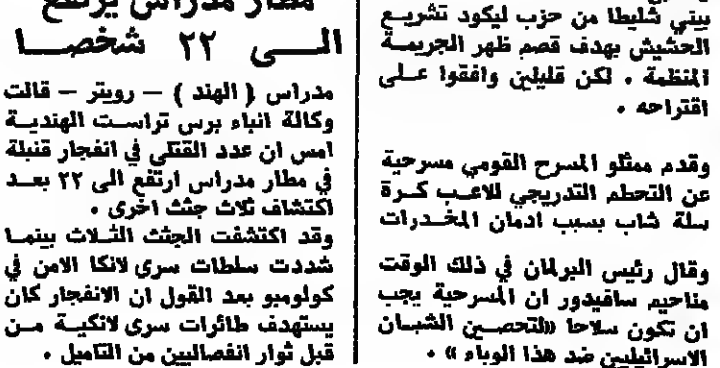 بيني شليطا من حزب ليكود تشريع
الحشيش بهدف قصم ظهر الجريمة
المنظمة . لكن قليلين وافقوا على
اقتراحه .
وقدم ممثلو المسرح القومي مسرحية
عن التحطم التدريجي للاعب كرة
سلة شاب بسبب ادمان المخدرات
وقال رئيس البرلمان في ذلك الوقت
مناحيم سافيدور ان المسرحية يجب
ان تكون سلاحا «لتحصين الشبان
الاسرائيليين ضد هذا الوباء » .
مطار مدراس يرتفع
الى ٢٢ شخصا
مدراس ( الهند ) — رويتر — قالت
وكالة انباء برس تراست الهندية
امس ان عدد القتلى في انفجار قنبلة
في مطار مدراس ارتفع الى ٢٢ بعد
اكتشاف ثلاث جثث اخرى .
وقد اكتشفت الجثث الثلاث بينما
شددت سلطات سرى لانكا الامن في
كولومبو بعد القول ان الانفجار كان
يستهدف طائرات سرى لانكية من
قبل ثوار انفصاليين من التاميل .